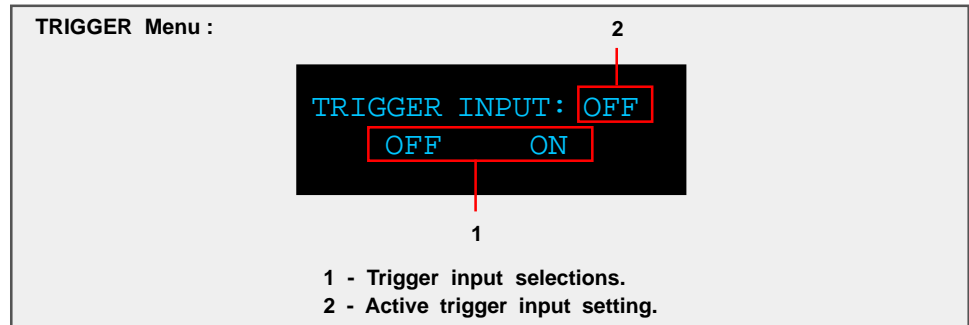 TRIGGER Menu :
2
TRIGGER INPUT: OFF
OFF ON
1
1 - Trigger input selections.
2 - Active trigger input setting.